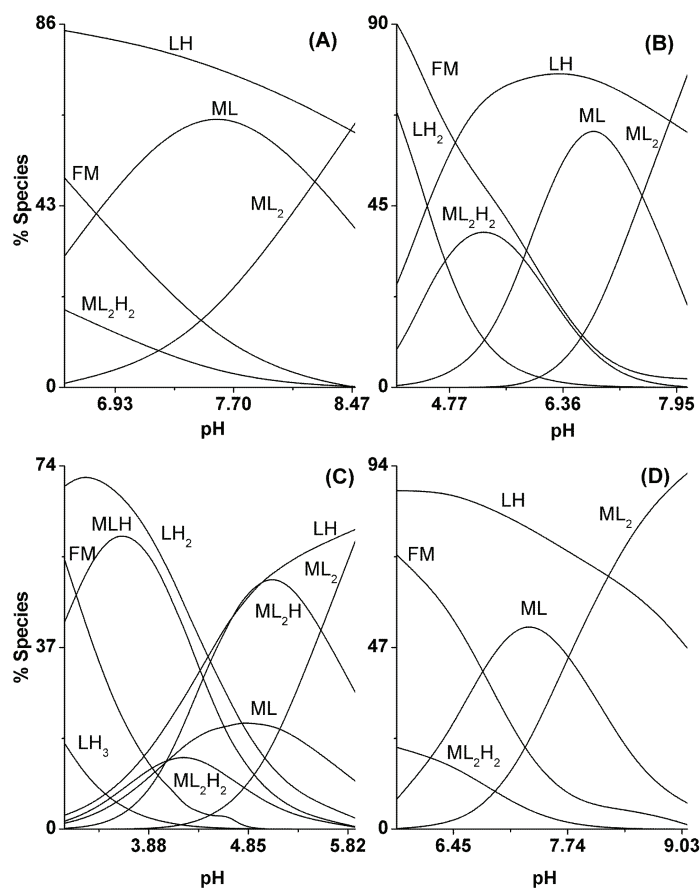 86
(A)
LH
ML
FM
ML2
43
% Species
ML2H2
0
6.93
7.70
8.47
pH
90
(B)
FM
LH
LH2
ML
ML2
45
ML2H2
0
4.77
6.36
7.95
pH
74
(C)
LH2
MLH
FM
LH
ML2
ML2H
37
% Species
ML
LH3
ML2H2
0
3.88
4.85
5.82
pH
94
(D)
LH
ML2
FM
ML
47
ML2H2
0
6.45
7.74
9.03
pH